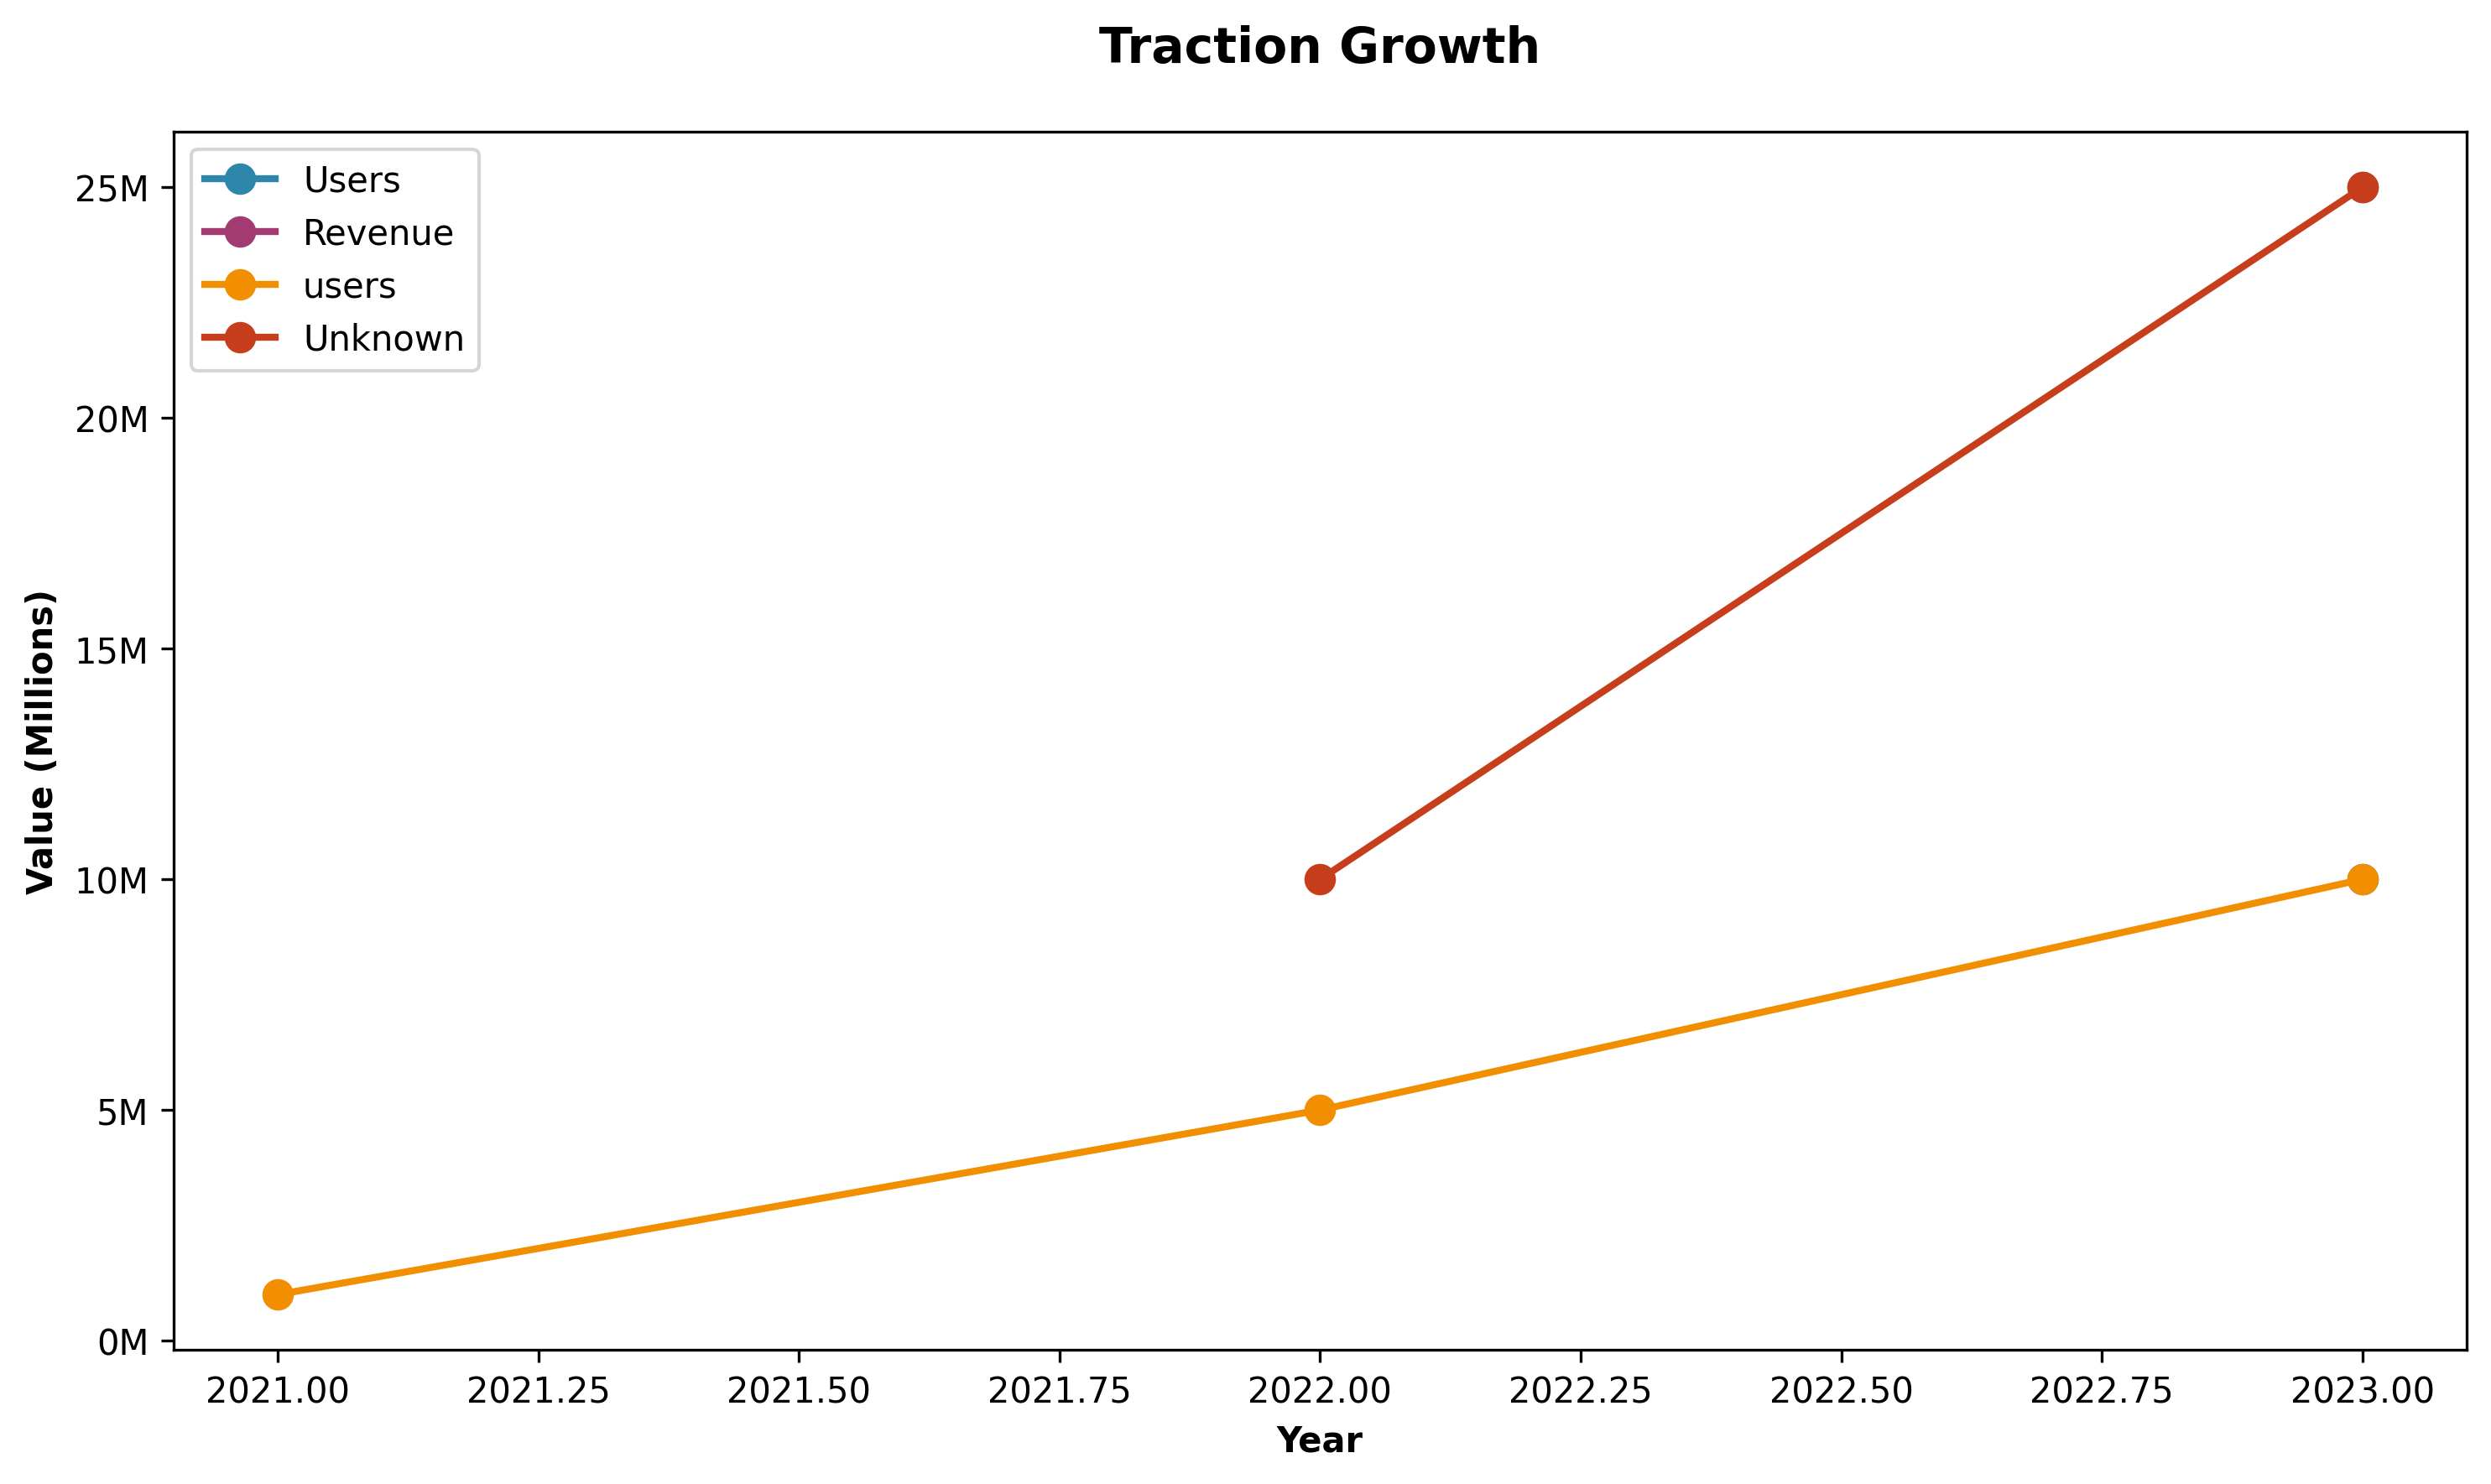 Traction Growth
Users
Revenue
users
Unknown
25M
20M
15M
10M
5M
0M
Value (Millions)
2021.00 2021.25 2021.50 2021.75 2022.00 2022.25 2022.50 2022.75 2023.00
Year